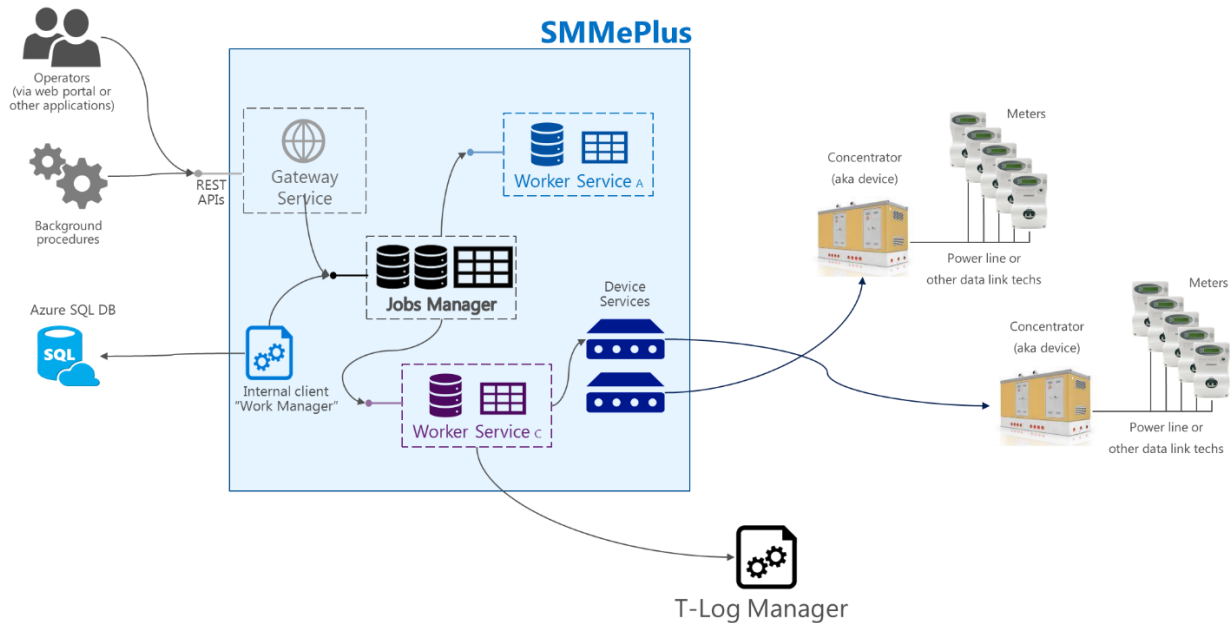 SMMePlus
Operators
(via web portal or
other applications)
Background
procedures
REST
APIs
Gateway
Service
Worker Service A
Jobs Manager
Azure SQL DB
SQL
Internal client
"Work Manager"
Worker Service C
Device
Services
Concentrator
(aka device)
Meters
Power line or
other data link techs
Concentrator
(aka device)
Meters
Power line or
other data link techs
T-Log Manager